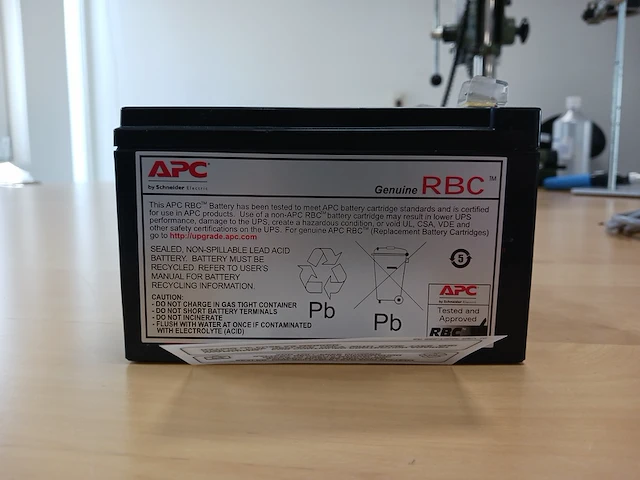 APC
by Schneider Electric
Genuine RBC™
This APC RBC™ Battery has been tested to meet APC battery cartridge standards and is certified
for use in APC products. Use of a non-APC RBC™ battery cartridge may result in lower UPS
performance, damage to the UPS, create a hazardous condition, or void UL, CSA, VDE and
other safety certifications on the UPS. For genuine APC RBC™ (Replacement Battery Cartridges)
go to http://upgrade.apc.com
SEALED, NON-SPILLABLE LEAD ACID
BATTERY. BATTERY MUST BE
RECYCLED. REFER TO USER'S
MANUAL FOR BATTERY
RECYCLING INFORMATION.
CAUTION:
- DO NOT CHARGE IN GAS TIGHT CONTAINER
- DO NOT SHORT BATTERY TERMINALS
- DO NOT INCINERATE
- FLUSH WITH WATER AT ONCE IF CONTAMINATED
WITH ELECTROLYTE (ACID)
Pb
Pb
5
APC
by Schneider Electric
Tested and
Approved
RBC